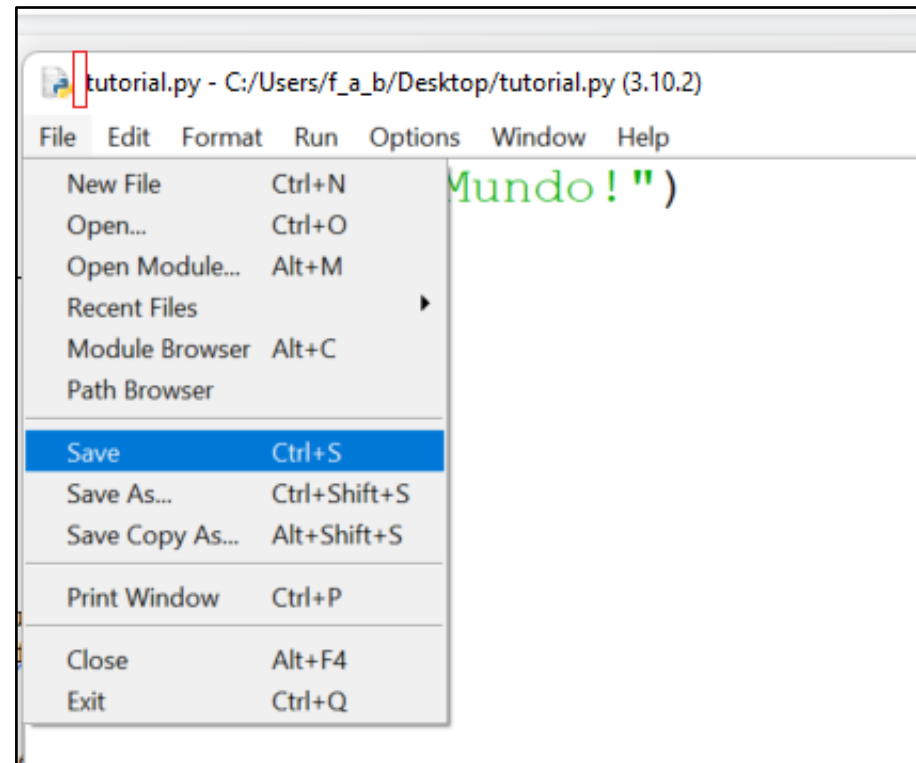 tutorial.py - C:/Users/f_a_b/Desktop/tutorial.py (3.10.2)
File Edit Format Run Options Window Help
Mundo!")
New File Ctrl+N
Open... Ctrl+O
Open Module... Alt+M
Recent Files
Module Browser Alt+C
Path Browser
Save Ctrl+S
Save As... Ctrl+Shift+S
Save Copy As... Alt+Shift+S
Print Window Ctrl+P
Close Alt+F4
Exit Ctrl+Q